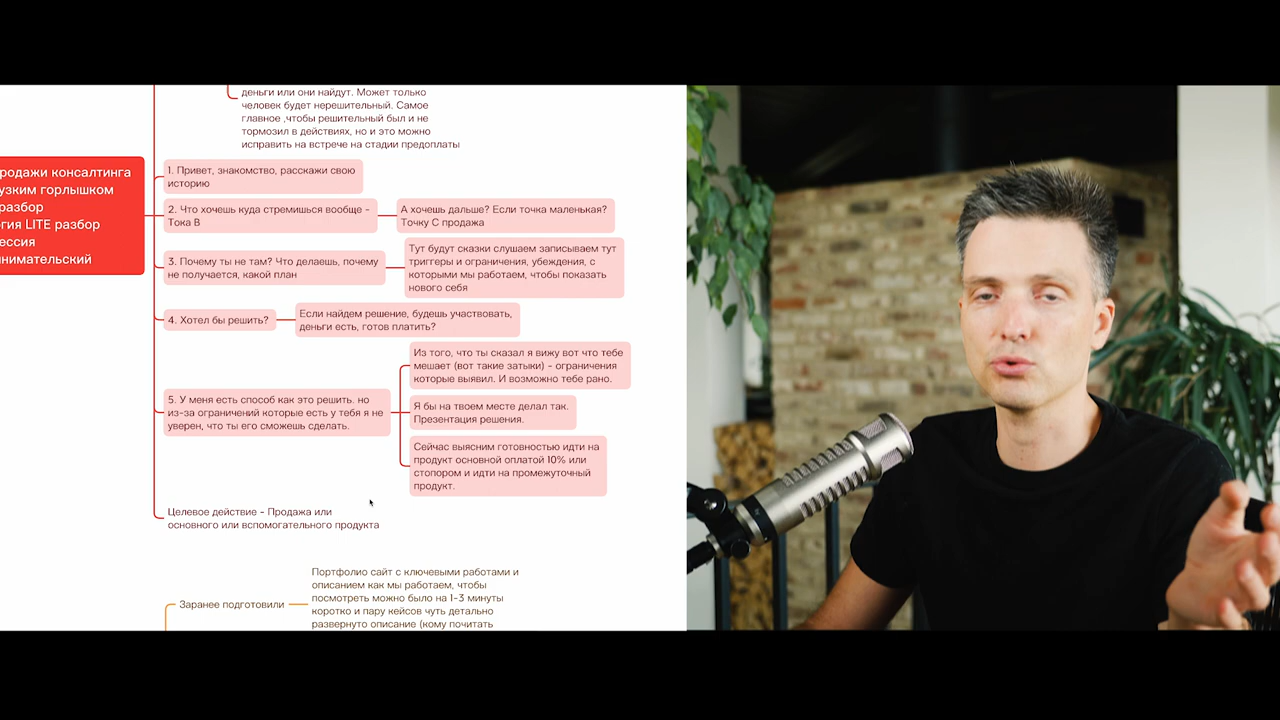 деньги или они найдут. Может только
человек будет нерешительный. Самое
главное ,чтобы решительный был и не
тормозил в действиях, но и это можно
исправить на встрече на стадии предоплаты
родажи консалтинга
узким горлышком
разбор
гия LITE разбор
ессия
инимательский
1. Привет, знакомство, расскажи свою
историю
2. Что хочешь куда стремишься вообще -
Тока В
А хочешь дальше? Если точка маленькая?
Точку С продажа
3. Почему ты не там? Что делаешь, почему
не получается, какой план
Тут будут сказки слушаем записываем тут
триггеры и ограничения, убеждения, с
которыми мы работаем, чтобы показать
нового себя
4. Хотел бы решить?
Если найдем решение, будешь участвовать,
деньги есть, готов платить?
5. У меня есть способ как это решить. но
из-за ограничений которые есть у тебя я не
уверен, что ты его сможешь сделать.
Из того, что ты сказал я вижу вот что тебе
мешает (вот такие затыки) - ограничения
которые выявил. И возможно тебе рано.
Я бы на твоем месте делал так.
Презентация решения.
Сейчас выясним готовностью идти на
продукт основной оплатой 10% или
стопором и идти на промежуточный
продукт.
Целевое действие - Продажа или
основного или вспомогательного продукта
Заранее подготовили
Портфолио сайт с ключевыми работами и
описанием как мы работаем, чтобы
посмотреть можно было на 1-3 минуты
коротко и пару кейсов чуть детально
развернуто описание (кому почитать